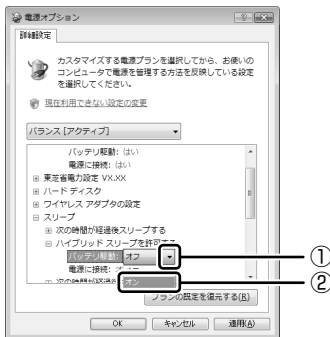 電源オプション
詳細設定
カスタマイズする電源プランを選択してから、お使いの
コンピュータで電源を管理する方法を反映している設定
を選択してください。
現在利用できない設定の変更
バランス [アクティブ]
バッテリ駆動: はい
電源に接続: はい
東芝省電力設定 VX.XX
ハード ディスク
ワイヤレス アダプタの設定
スリープ
次の時間が経過後スリープする
ハイブリッド スリープを許可する
バッテリ駆動: オフ
①
電源に接続:
オン
②
次の時間が経過後
プランの既定を復元する(R)
OK
キャンセル
適用(A)